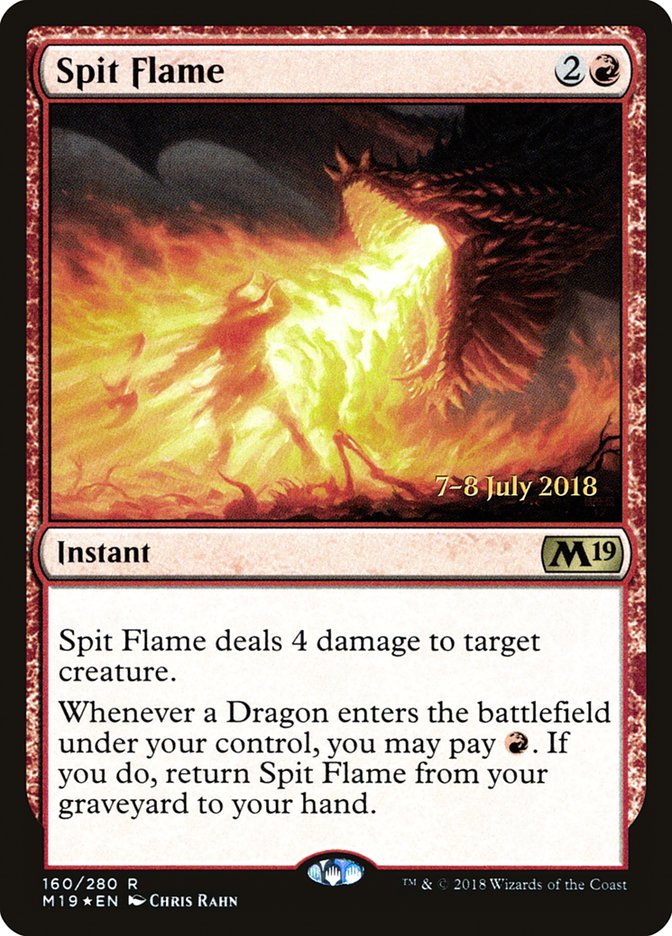 Spit Flame 2
7–8 July 2018
Instant M19
Spit Flame deals 4 damage to target
creature.
Whenever a Dragon enters the battlefield
under your control, you may pay . If
you do, return Spit Flame from your
graveyard to your hand.
160/280 R
M19★EN Chris Rahn
™ & © 2018 Wizards of the Coast